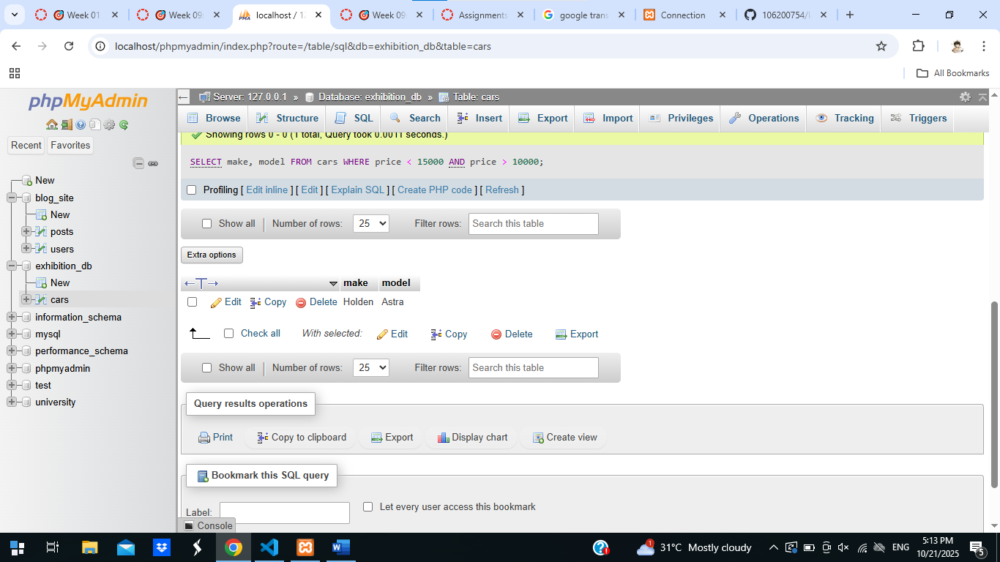 Week 01
Week 09:
localhost / 12
Week 09
Assignments
google trans
Connection
106200754/l
localhost/phpmyadmin/index.php?route=/table/sql&db=exhibition_db&table=cars
All Bookmarks
phpMyAdmin
Recent
Favorites
New
blog_site
New
posts
users
exhibition_db
New
cars
information_schema
mysql
performance_schema
phpmyadmin
test
university
Server: 127.0.0.1 » Database: exhibition_db » Table: cars
Browse Structure SQL Search Insert Export Import Privileges Operations Tracking Triggers
Showing rows 0 - 0 (1 total, Query took 0.0011 seconds.)
SELECT make, model FROM cars WHERE price < 15000 AND price > 10000;
Profiling [ Edit inline ] [ Edit ] [ Explain SQL ] [ Create PHP code ] [ Refresh ]
Show all Number of rows: 25 Filter rows: Search this table
Extra options
make model
Edit Copy Delete Holden Astra
Check all With selected: Edit Copy Delete Export
Show all Number of rows: 25 Filter rows: Search this table
Query results operations
Print Copy to clipboard Export Display chart Create view
Bookmark this SQL query
Label: Let every user access this bookmark
Console
1 31°C Mostly cloudy
ENG
5:13 PM
10/21/2025
5